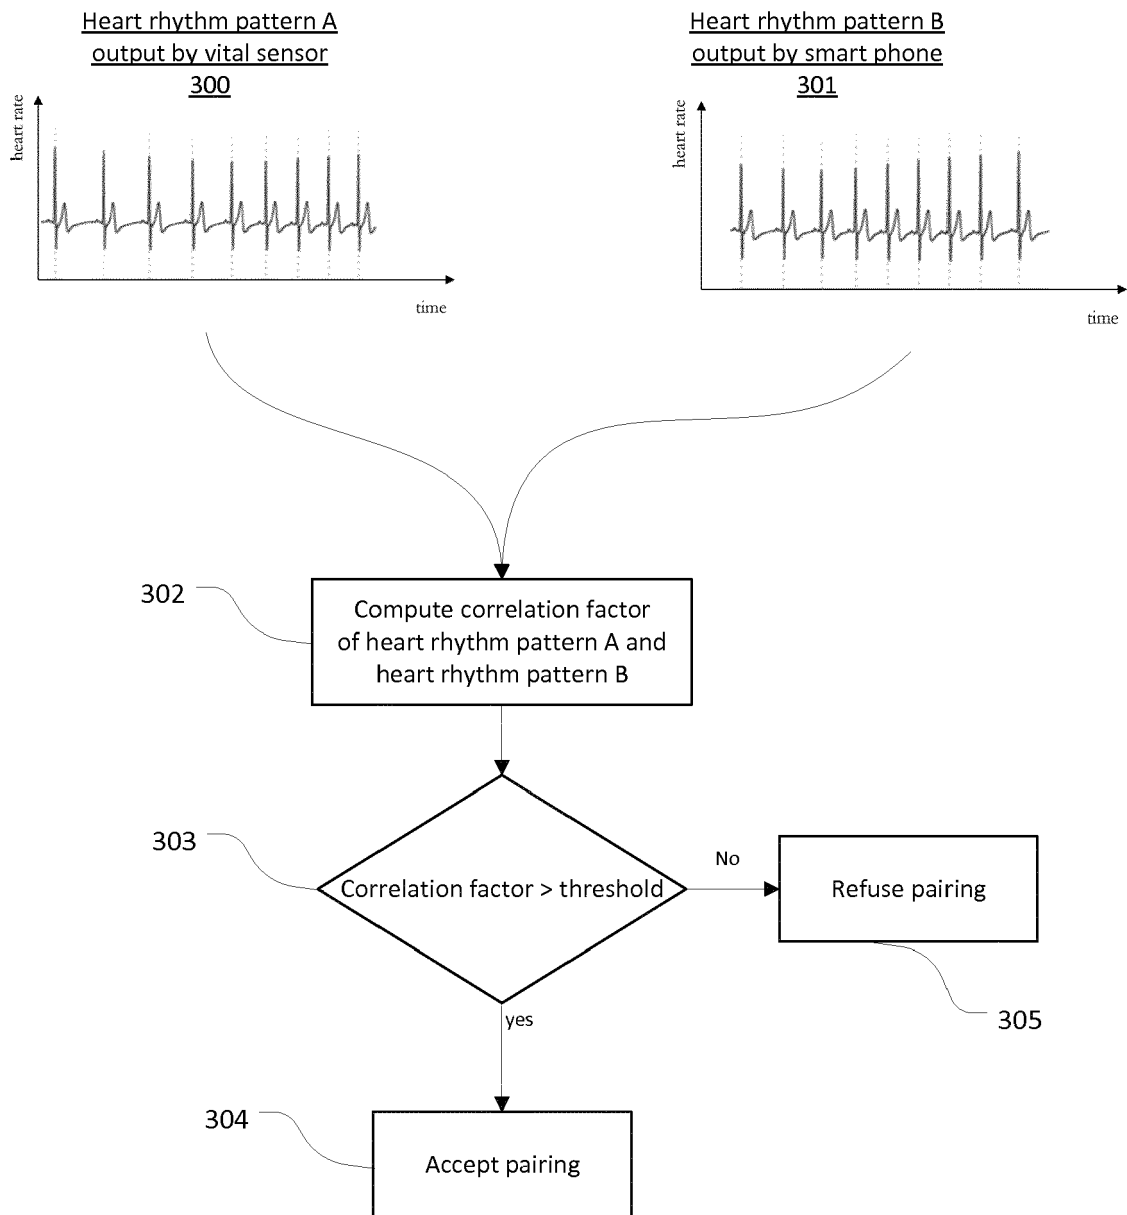 Heart rhythm pattern A
output by vital sensor
300
heart rate
time
Heart rhythm pattern B
output by smart phone
301
heart rate
time
302
Compute correlation factor
of heart rhythm pattern A and
heart rhythm pattern B
303
Correlation factor > threshold
No
Refuse pairing
305
yes
304
Accept pairing